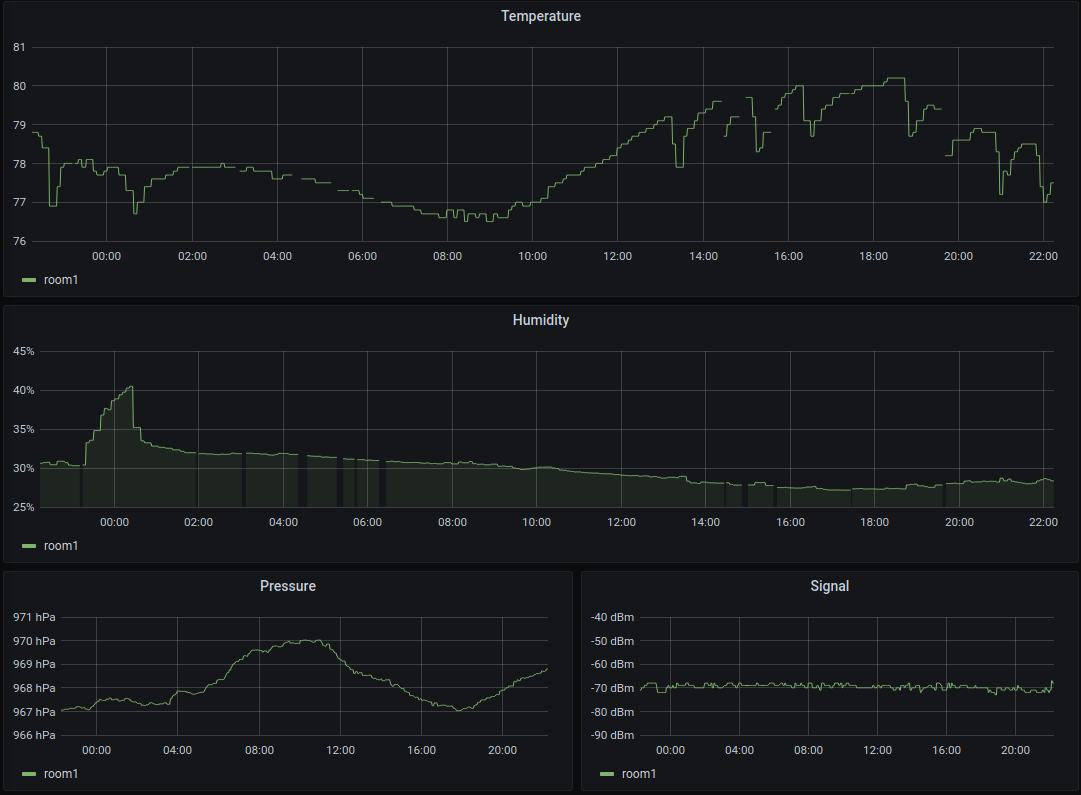 Temperature
81
80
79
78
77
76
00:00 02:00 04:00 06:00 08:00 10:00 12:00 14:00 16:00 18:00 20:00 22:00
room1
Humidity
45%
40%
35%
30%
25%
00:00 02:00 04:00 06:00 08:00 10:00 12:00 14:00 16:00 18:00 20:00 22:00
room1
Pressure
971 hPa
970 hPa
969 hPa
968 hPa
967 hPa
966 hPa
00:00 04:00 08:00 12:00 16:00 20:00
room1
Signal
-40 dBm
-50 dBm
-60 dBm
-70 dBm
-80 dBm
-90 dBm
00:00 04:00 08:00 12:00 16:00 20:00
room1